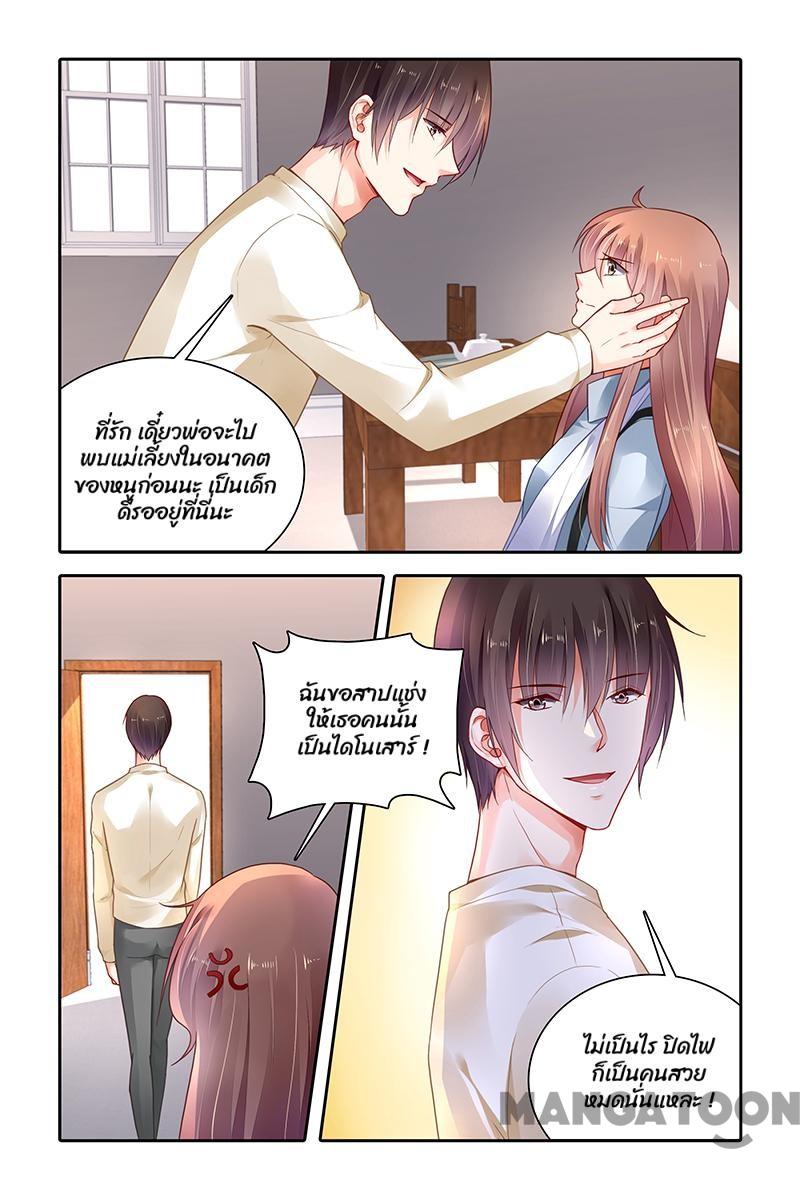 ที่รัก เดี๋ยวพ่อจะไป
พบแม่เลี้ยงในอนาคต
ของหนูก่อนนะ เป็นเด็ก
ดีรออยู่ที่นี่นะ
ฉันขอสาปแช่ง
ให้เธอคนนั้น
เป็นไดโนเสาร์ !
ไม่เป็นไร ปิดไฟ
ก็เป็นคนสวย
หมดนั่นแหละ !
MANGATOON